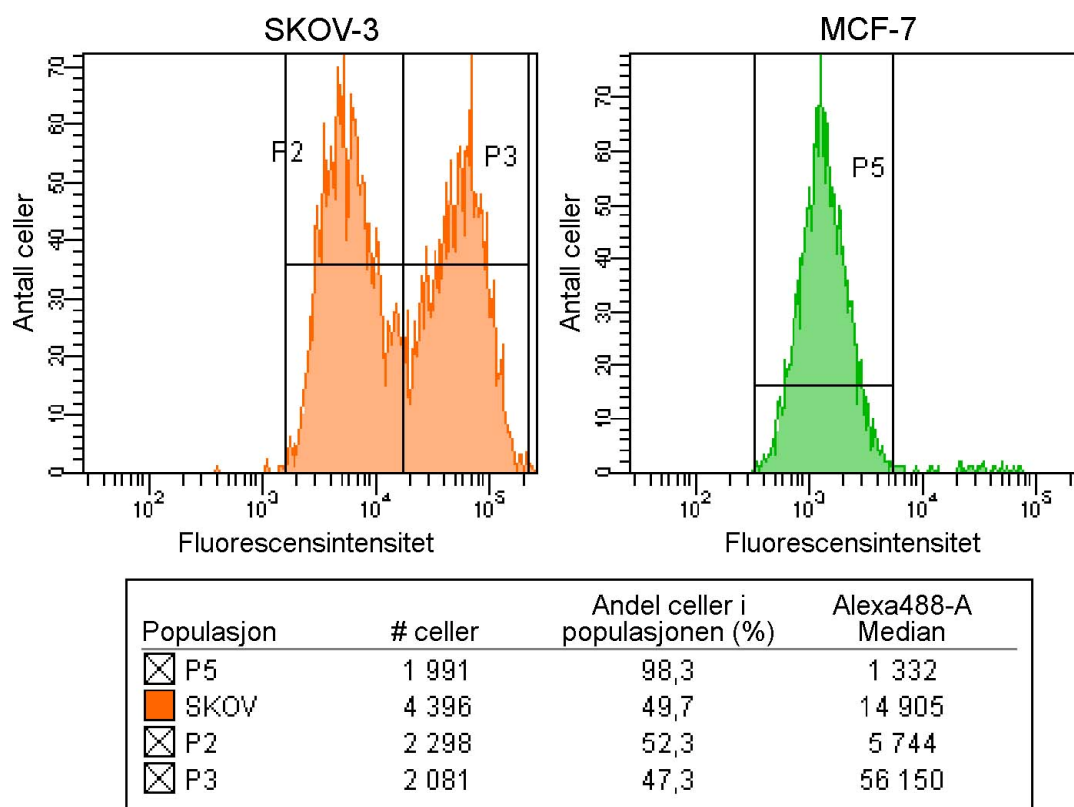 SKOV-3
MCF-7
70
60
50
40
30
20
10
0
P2
P3
Antall celler
10²
10³
10⁴
10⁵
Fluorescensintensitet
70
60
50
40
30
20
10
0
P5
Antall celler
10²
10³
10⁴
10⁵
Fluorescensintensitet
Andel celler i Alexa488-A
Populasjon # celler populasjonen (%) Median
P5 1 991 98,3 1 332
SKOV 4 396 49,7 14 905
P2 2 298 52,3 5 744
P3 2 081 47,3 56 150